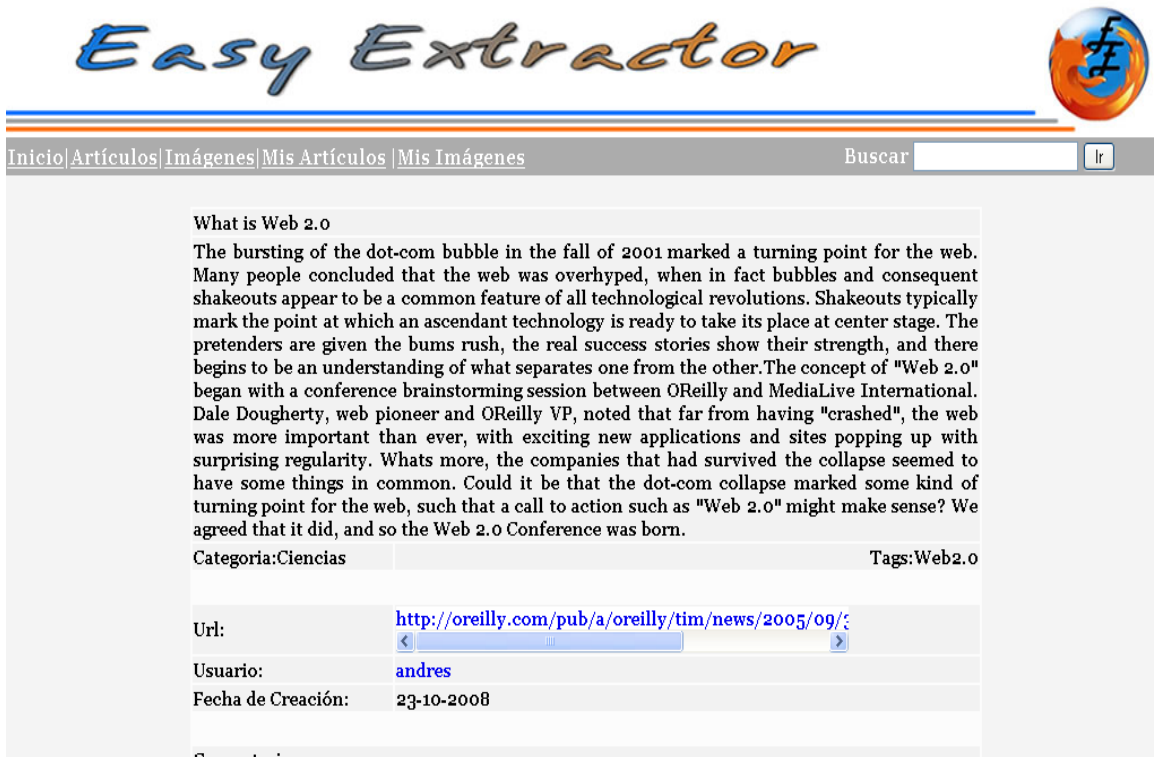 Easy Extractor
Inicio|Artículos|Imágenes|Mis Artículos |Mis Imágenes Buscar Ir
What is Web 2.0
The bursting of the dot-com bubble in the fall of 2001 marked a turning point for the web.
Many people concluded that the web was overhyped, when in fact bubbles and consequent
shakeouts appear to be a common feature of all technological revolutions. Shakeouts typically
mark the point at which an ascendant technology is ready to take its place at center stage. The
pretenders are given the bums rush, the real success stories show their strength, and there
begins to be an understanding of what separates one from the other.The concept of "Web 2.0"
began with a conference brainstorming session between OReilly and MediaLive International.
Dale Dougherty, web pioneer and OReilly VP, noted that far from having "crashed", the web
was more important than ever, with exciting new applications and sites popping up with
surprising regularity. Whats more, the companies that had survived the collapse seemed to
have some things in common. Could it be that the dot-com collapse marked some kind of
turning point for the web, such that a call to action such as "Web 2.0" might make sense? We
agreed that it did, and so the Web 2.0 Conference was born.
Categoria:Ciencias Tags:Web2.0
Url: http://oreilly.com/pub/a/oreilly/tim/news/2005/09/3
Usuario: andres
Fecha de Creación: 23-10-2008